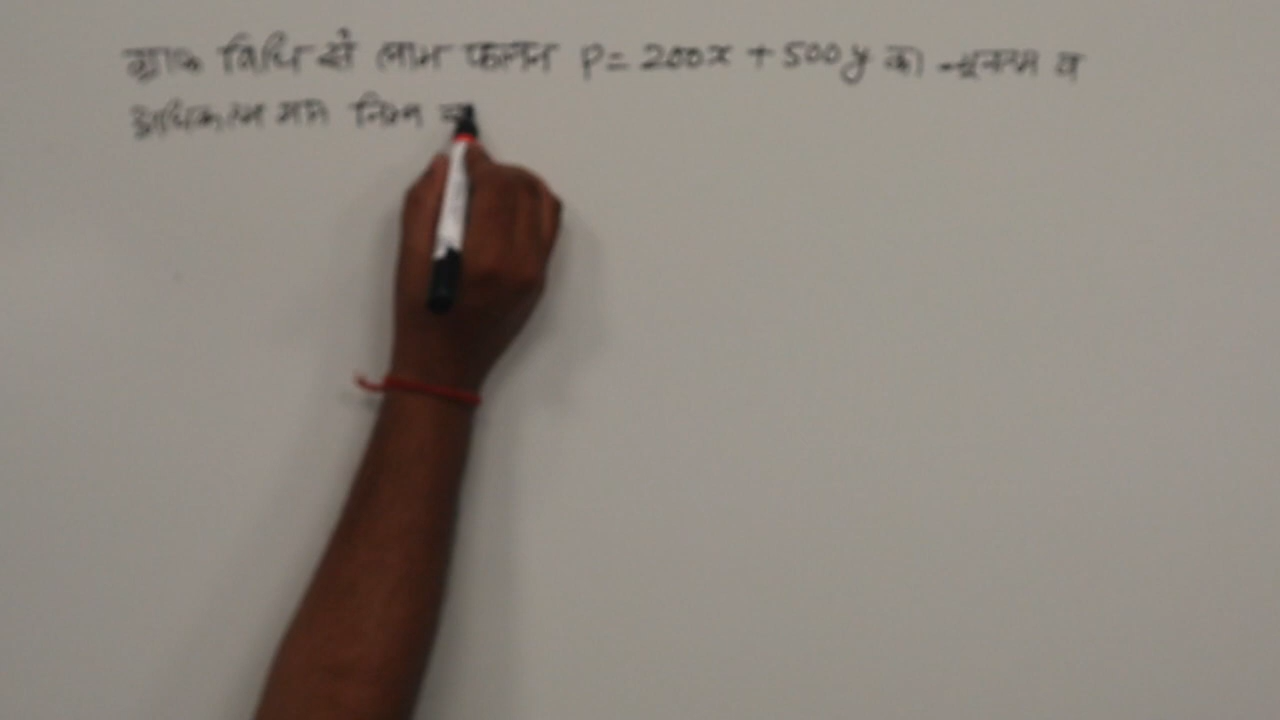 ग्राफ विधि से लाभ फलन P = 200x + 500y का न्यूनतम व
अधिकतम मान निम्न